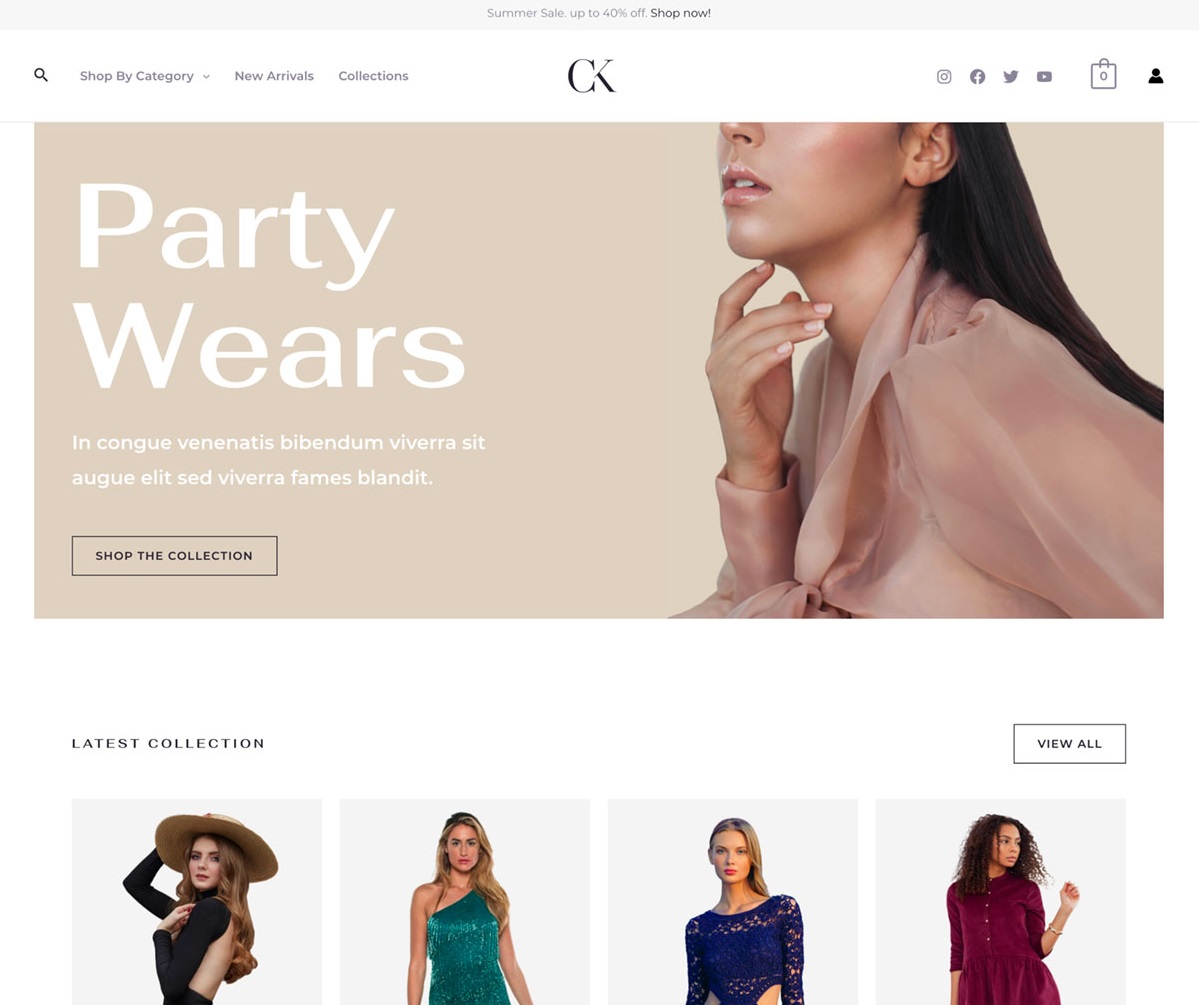 Summer Sale. up to 40% off. Shop now!
Shop By Category
New Arrivals
Collections
CK
0
Party
Wears
In congue venenatis bibendum viverra sit
augue elit sed viverra fames blandit.
SHOP THE COLLECTION
LATEST COLLECTION
VIEW ALL